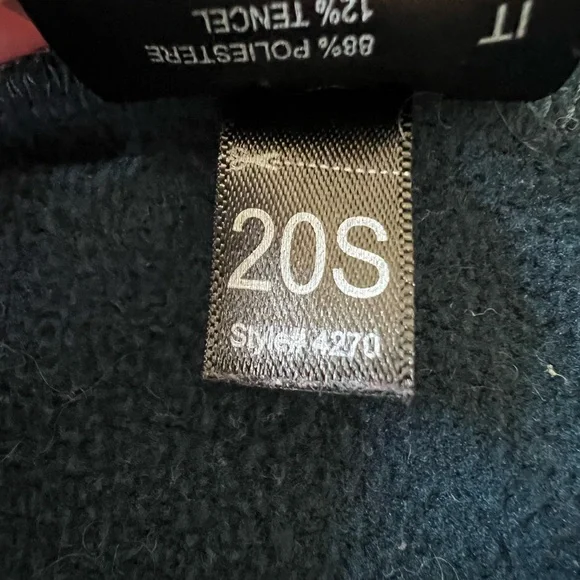 IT
88% POLIESTERE
12% TENCEL
20S
Style# 4270